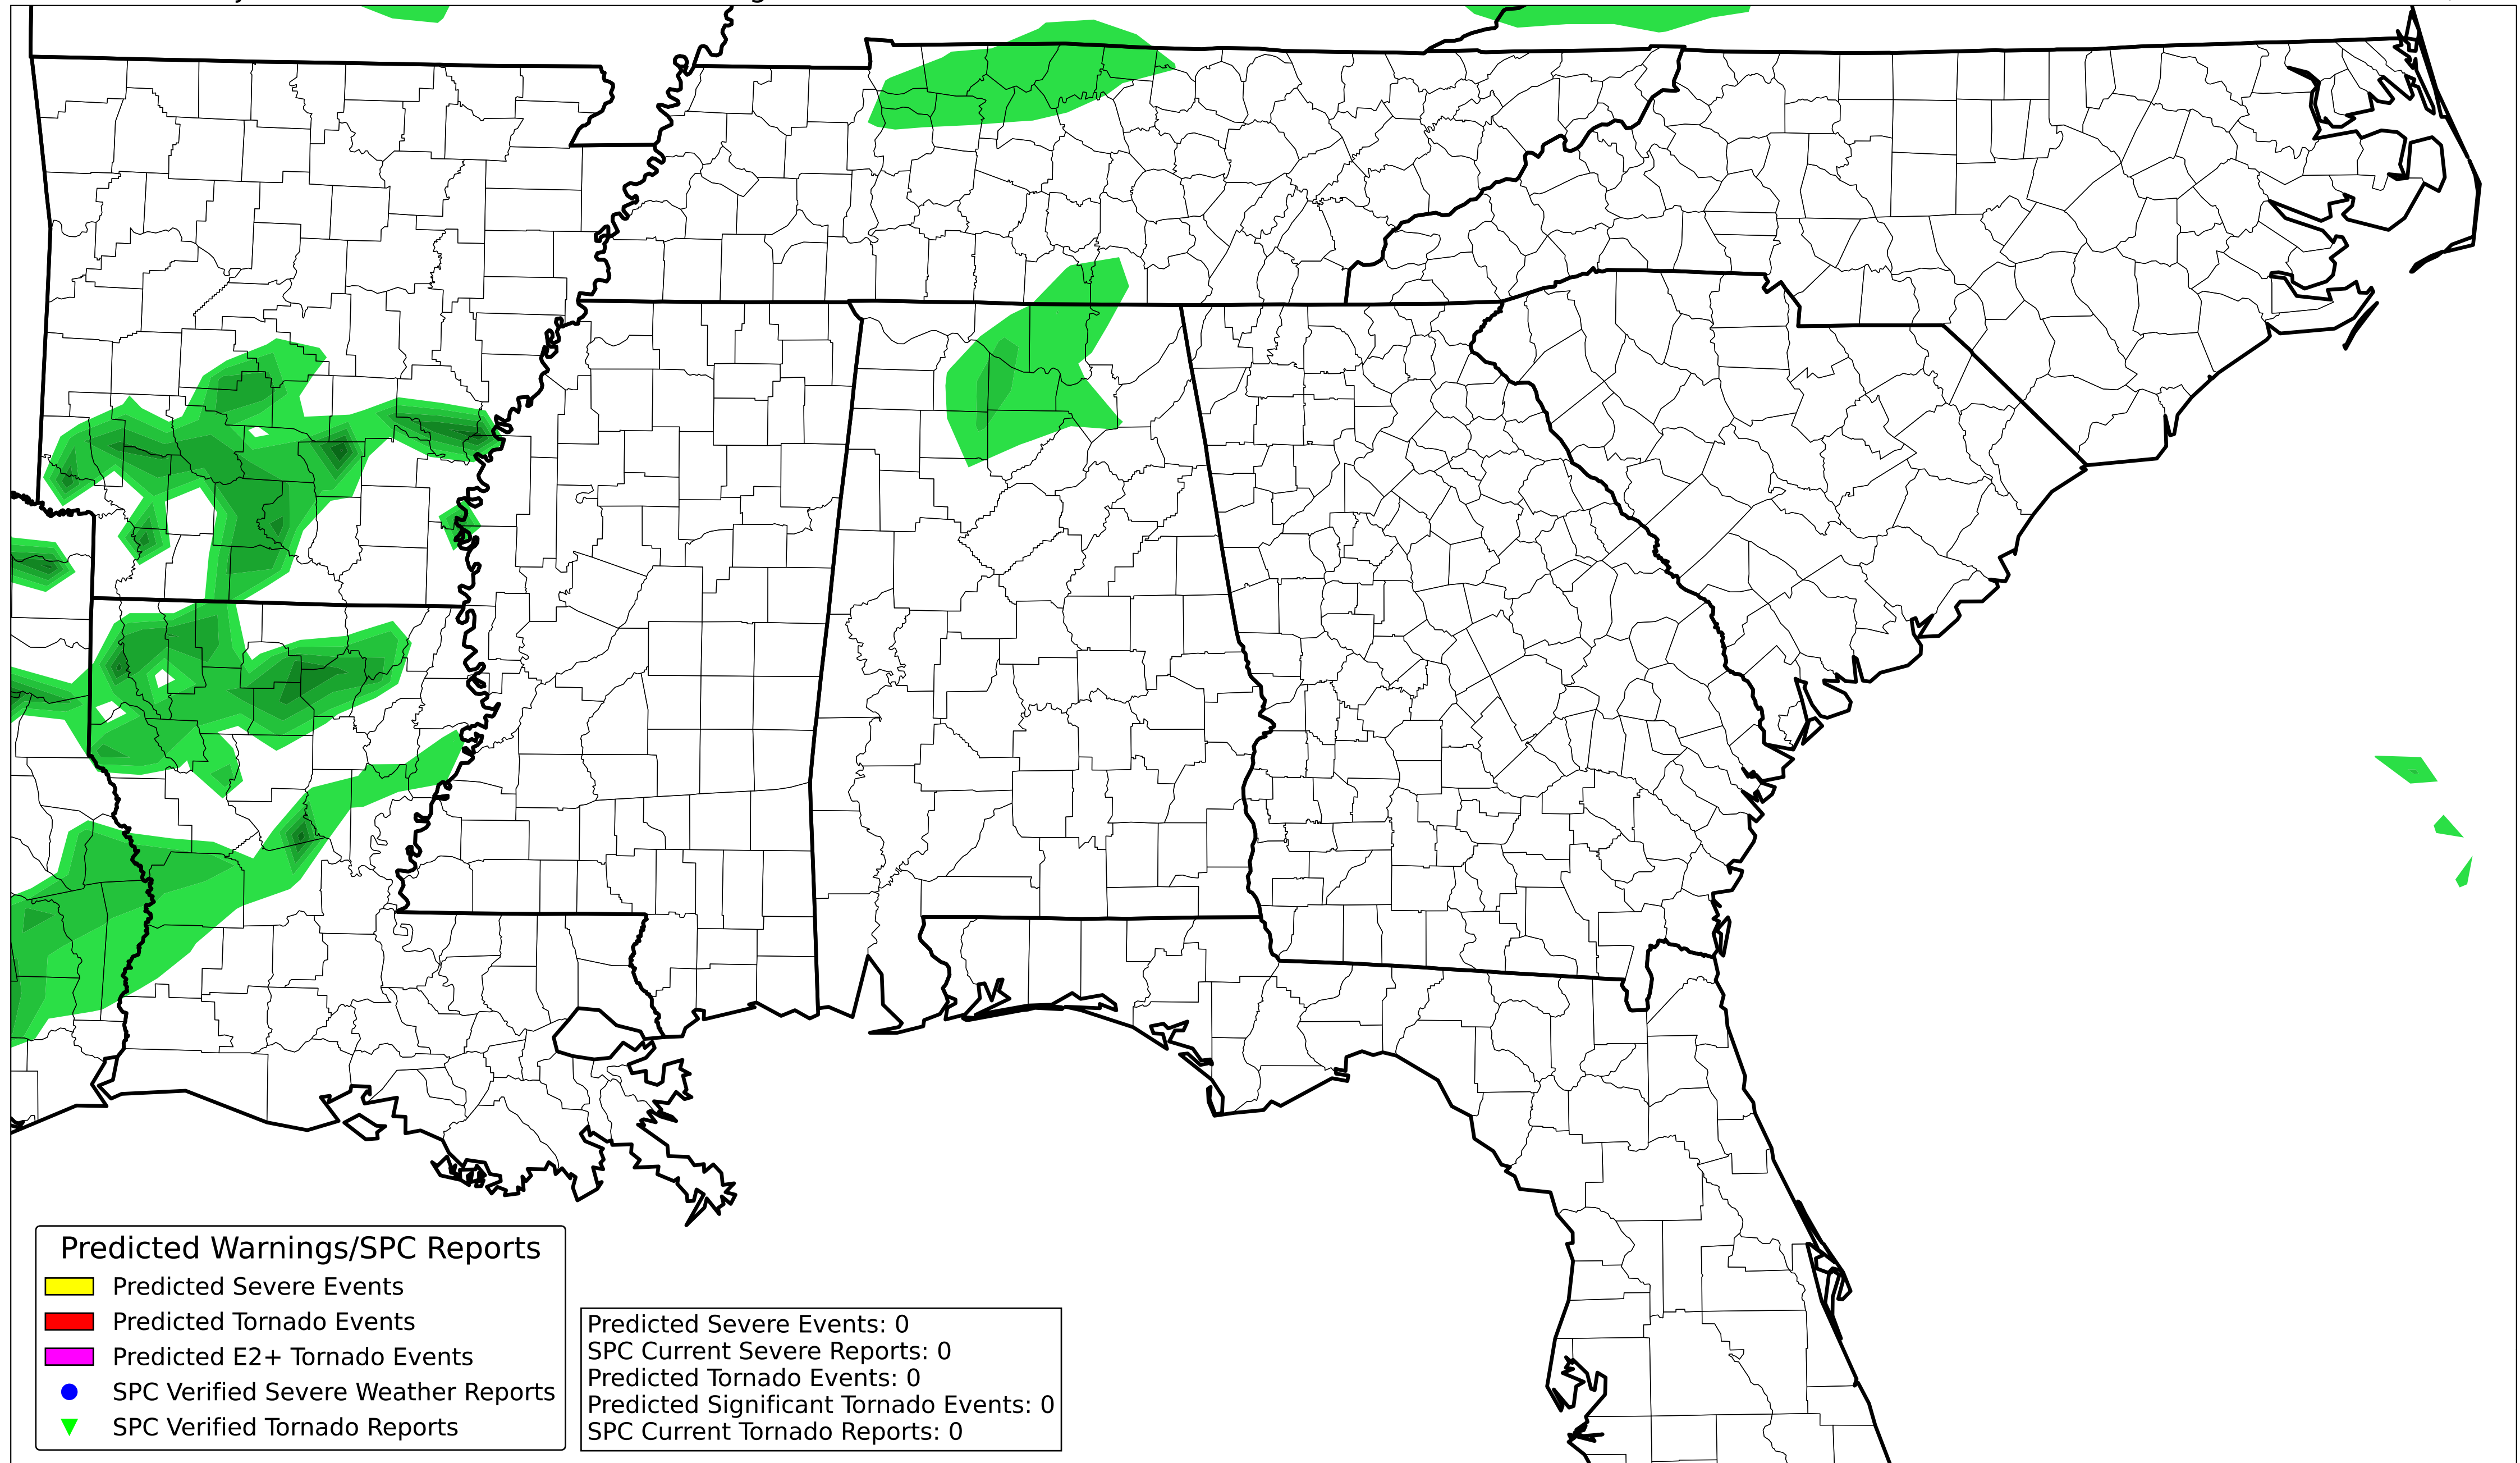 Predicted Warnings/SPC Reports
Predicted Severe Events
Predicted Tornado Events
Predicted E2+ Tornado Events
SPC Verified Severe Weather Reports
SPC Verified Tornado Reports
Predicted Severe Events: 0
SPC Current Severe Reports: 0
Predicted Tornado Events: 0
Predicted Significant Tornado Events: 0
SPC Current Tornado Reports: 0